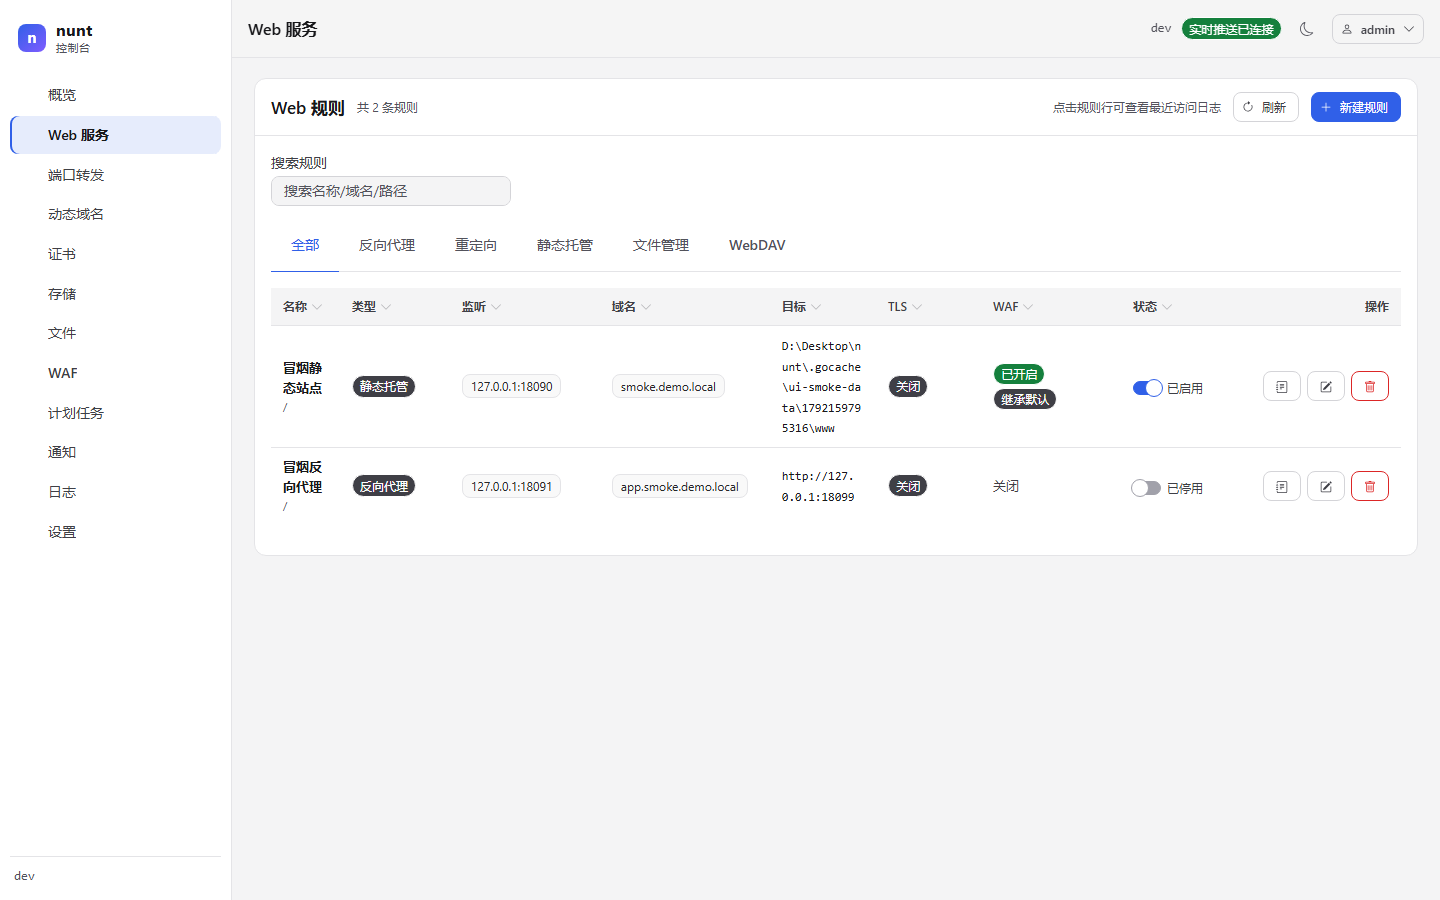 n
nunt
控制台
概览
Web 服务
端口转发
动态域名
证书
存储
文件
WAF
计划任务
通知
日志
设置
dev
Web 服务
dev
实时推送已连接
admin
Web 规则
共 2 条规则
点击规则行可查看最近访问日志
刷新
新建规则
搜索规则
搜索名称/域名/路径
全部
反向代理
重定向
静态托管
文件管理
WebDAV
名称
类型
监听
域名
目标
TLS
WAF
状态
操作
冒烟静
态站点
/
静态托管
127.0.0.1:18090
smoke.demo.local
D:\Desktop\n
unt\.gocache
\ui-smoke-da
ta\179215979
5316\www
关闭
已开启
继承默认
已启用
冒烟反
向代理
/
反向代理
127.0.0.1:18091
app.smoke.demo.local
http://127.
0.0.1:18099
关闭
关闭
已停用